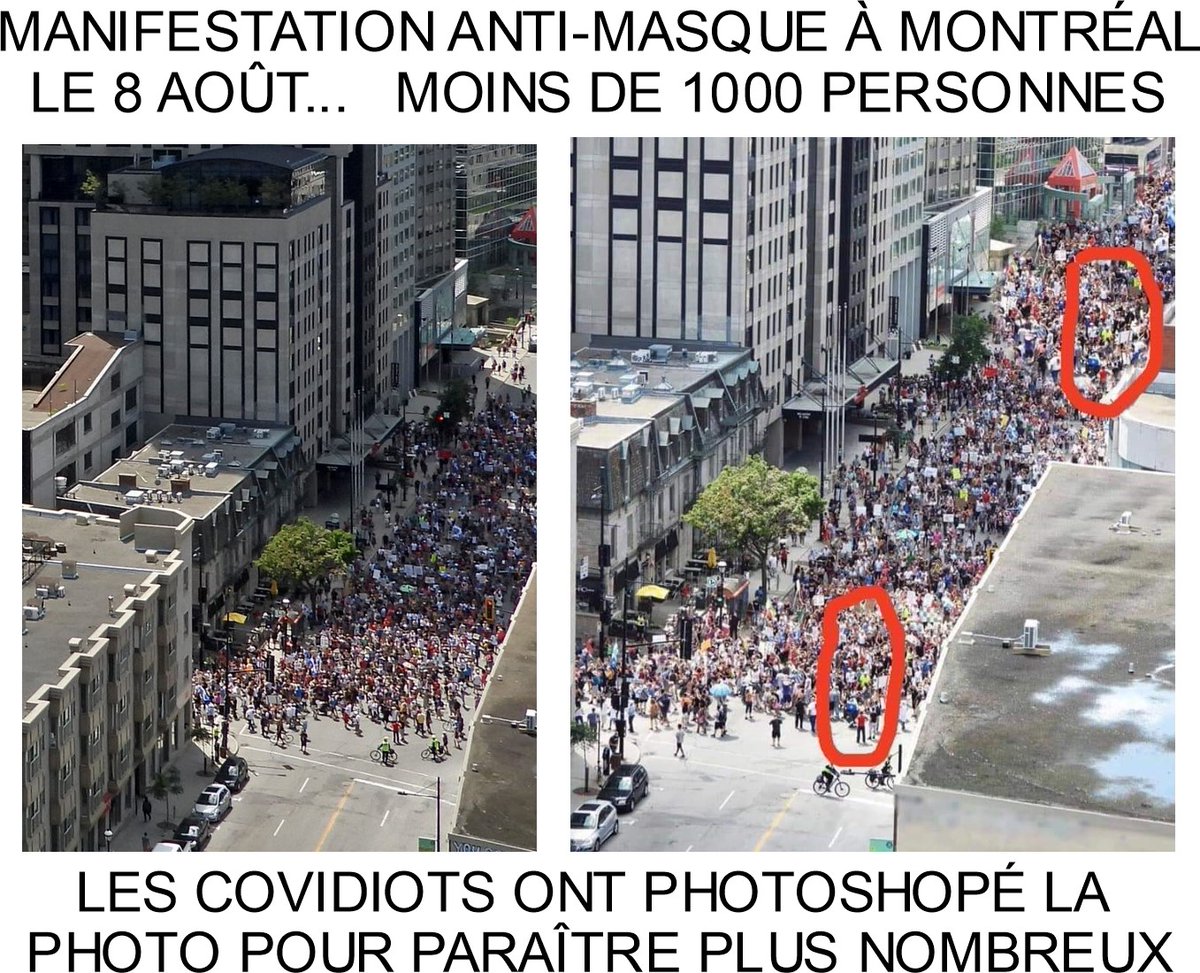 MANIFESTATION ANTI-MASQUE À MONTRÉAL
LE 8 AOÛT... MOINS DE 1000 PERSONNES
LES COVIDIOTS ONT PHOTOSHOPÉ LA
PHOTO POUR PARAÎTRE PLUS NOMBREUX